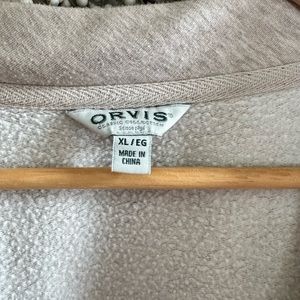 ORVIS
CLASSIC COLLECTION
XL/EG
MADE IN
CHINA